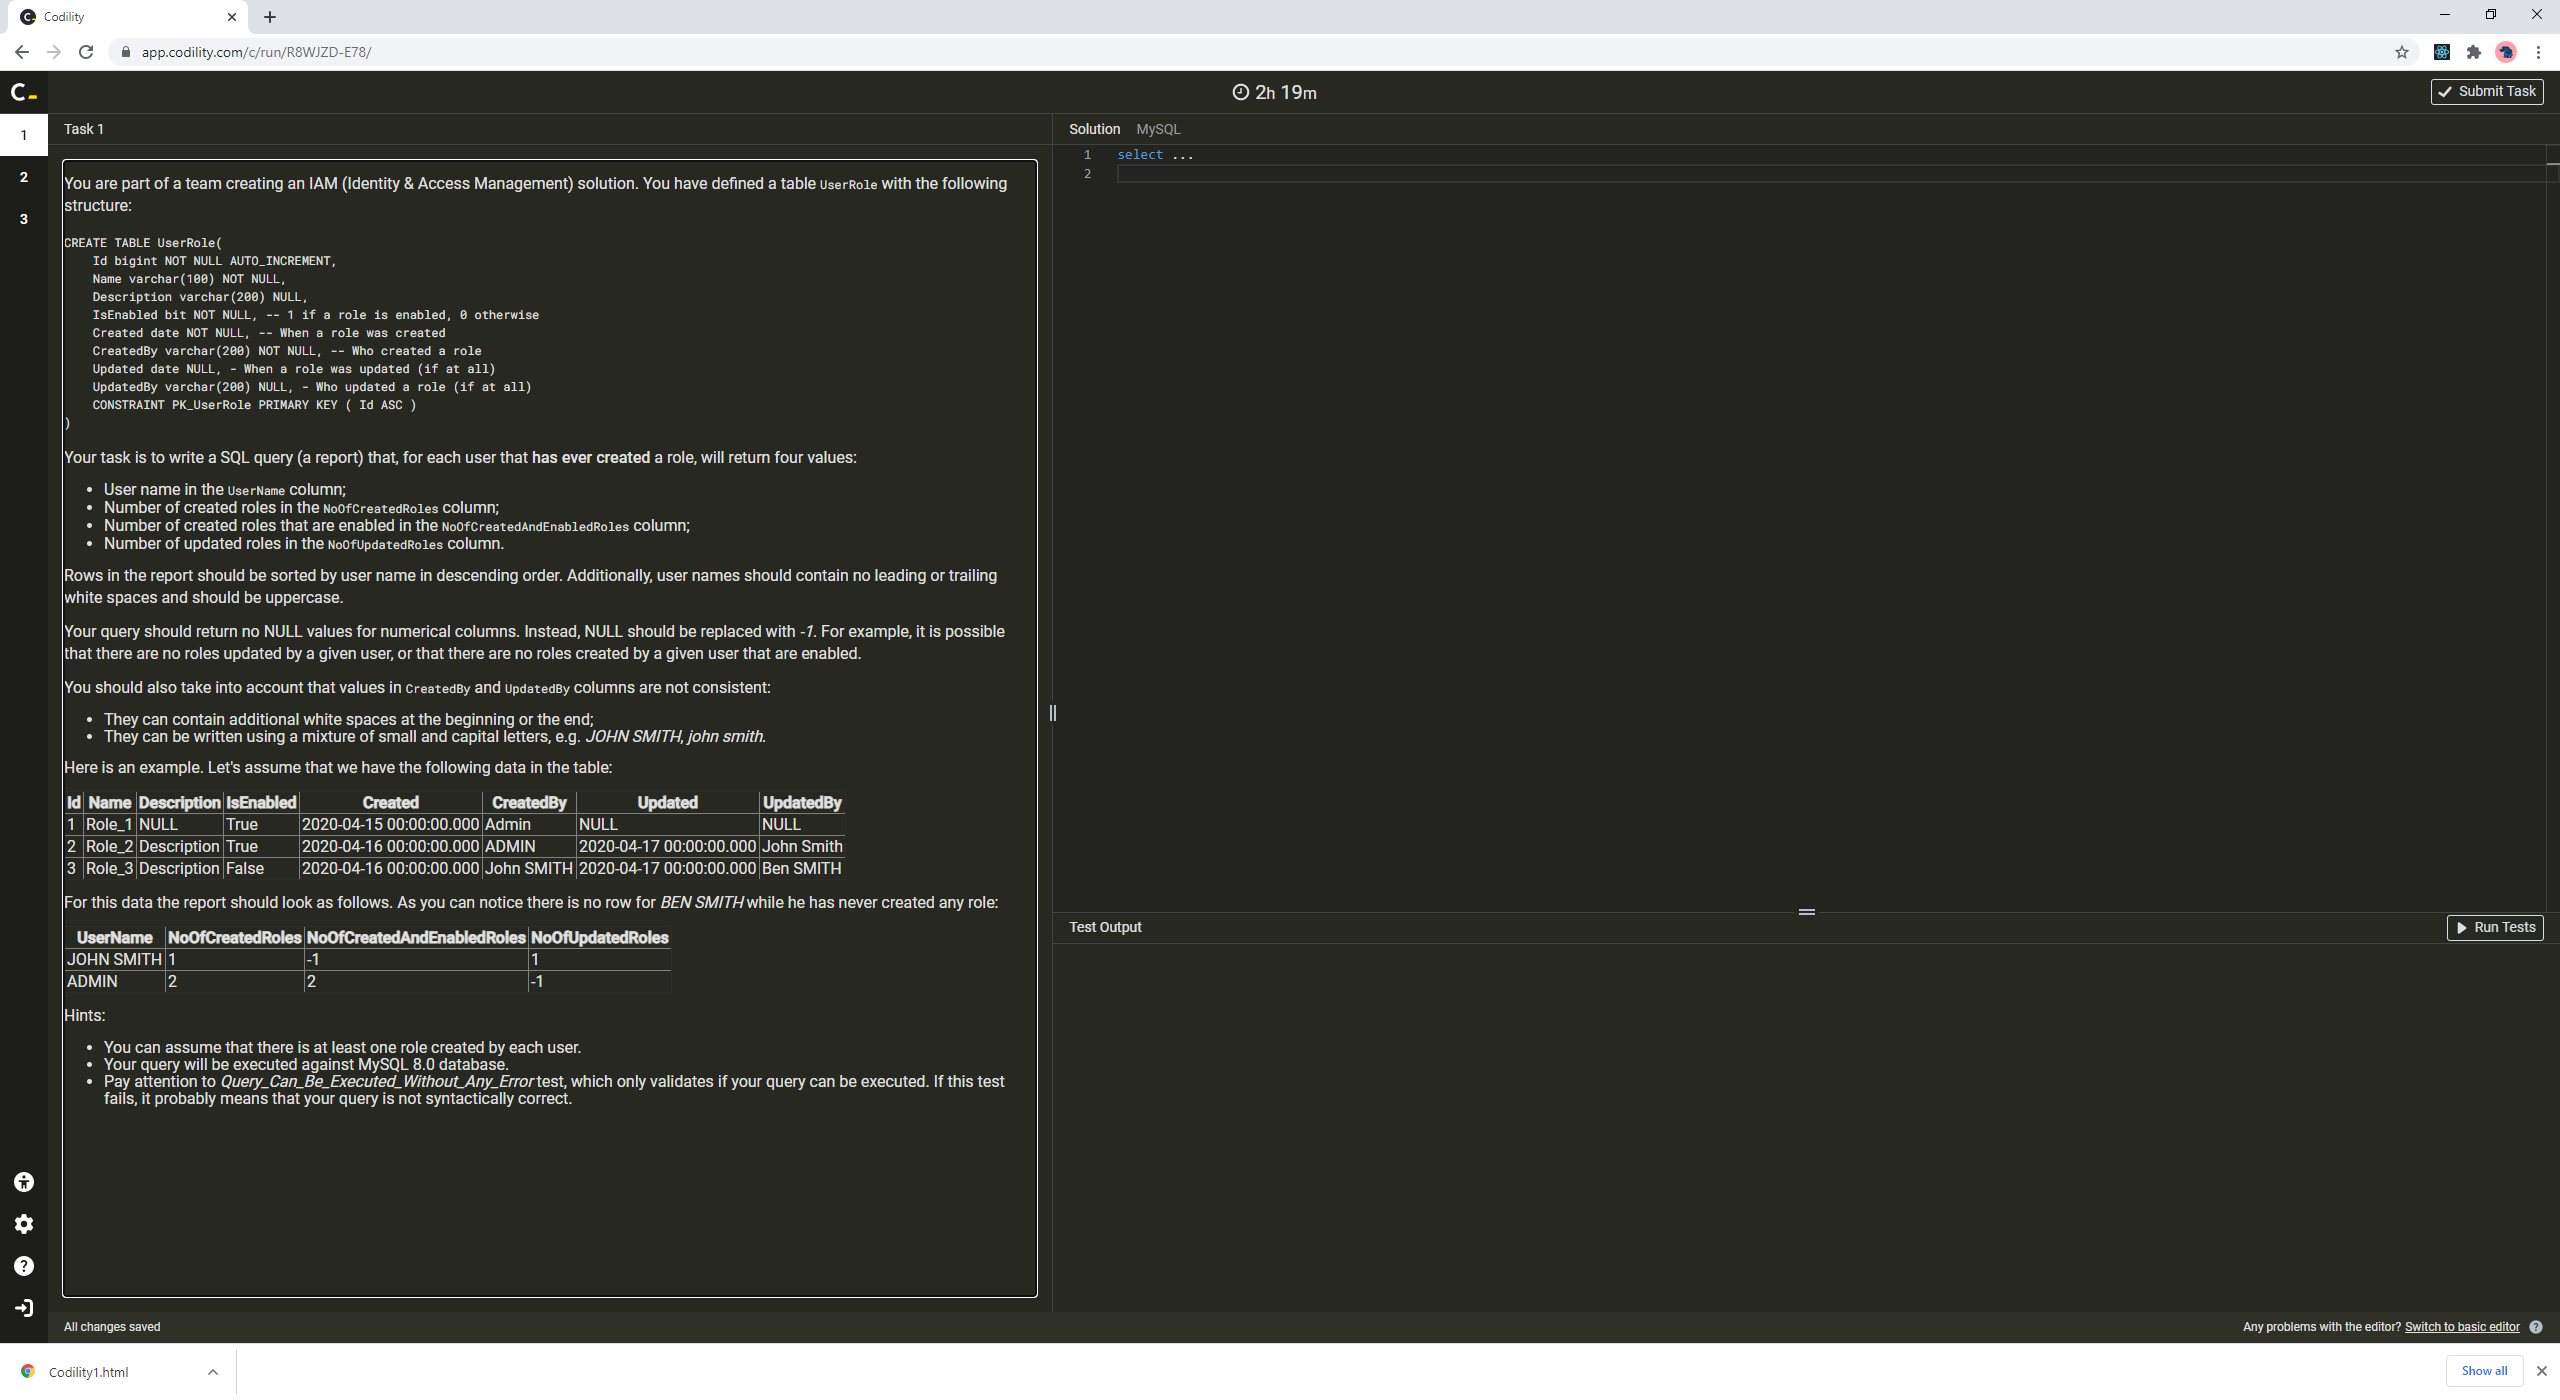 Codility
app.codility.com/c/run/R8WJZD-E78/
C_
2h 19m
Submit Task
1
2
3
Task 1
You are part of a team creating an IAM (Identity & Access Management) solution. You have defined a table UserRole with the following
structure:
CREATE TABLE UserRole(
Id bigint NOT NULL AUTO_INCREMENT,
Name varchar(100) NOT NULL,
Description varchar(200) NULL,
IsEnabled bit NOT NULL, -- 1 if a role is enabled, 0 otherwise
Created date NOT NULL, -- When a role was created
CreatedBy varchar(200) NOT NULL, -- Who created a role
Updated date NULL, - When a role was updated (if at all)
UpdatedBy varchar(200) NULL, - Who updated a role (if at all)
CONSTRAINT PK_UserRole PRIMARY KEY ( Id ASC )
)
Your task is to write a SQL query (a report) that, for each user that has ever created a role, will return four values:
• User name in the UserName column;
• Number of created roles in the NoOfCreatedRoles column;
• Number of created roles that are enabled in the NoOfCreatedAndEnabledRoles column;
• Number of updated roles in the NoOfUpdatedRoles column.
Rows in the report should be sorted by user name in descending order. Additionally, user names should contain no leading or trailing
white spaces and should be uppercase.
Your query should return no NULL values for numerical columns. Instead, NULL should be replaced with -1. For example, it is possible
that there are no roles updated by a given user, or that there are no roles created by a given user that are enabled.
You should also take into account that values in CreatedBy and UpdatedBy columns are not consistent:
• They can contain additional white spaces at the beginning or the end;
• They can be written using a mixture of small and capital letters, e.g. JOHN SMITH, john smith.
Here is an example. Let's assume that we have the following data in the table:
Id Name Description IsEnabled Created CreatedBy Updated UpdatedBy
1 Role_1 NULL True 2020-04-15 00:00:00.000 Admin NULL NULL
2 Role_2 Description True 2020-04-16 00:00:00.000 ADMIN 2020-04-17 00:00:00.000 John Smith
3 Role_3 Description False 2020-04-16 00:00:00.000 John SMITH 2020-04-17 00:00:00.000 Ben SMITH
For this data the report should look as follows. As you can notice there is no row for BEN SMITH while he has never created any role:
UserName NoOfCreatedRoles NoOfCreatedAndEnabledRoles NoOfUpdatedRoles
JOHN SMITH 1 -1 1
ADMIN 2 2 -1
Hints:
• You can assume that there is at least one role created by each user.
• Your query will be executed against MySQL 8.0 database.
• Pay attention to Query_Can_Be_Executed_Without_Any_Error test, which only validates if your query can be executed. If this test
fails, it probably means that your query is not syntactically correct.
Solution MySQL
1 select ...
2
Test Output
Run Tests
All changes saved
Any problems with the editor? Switch to basic editor ?
Codility1.html
Show all